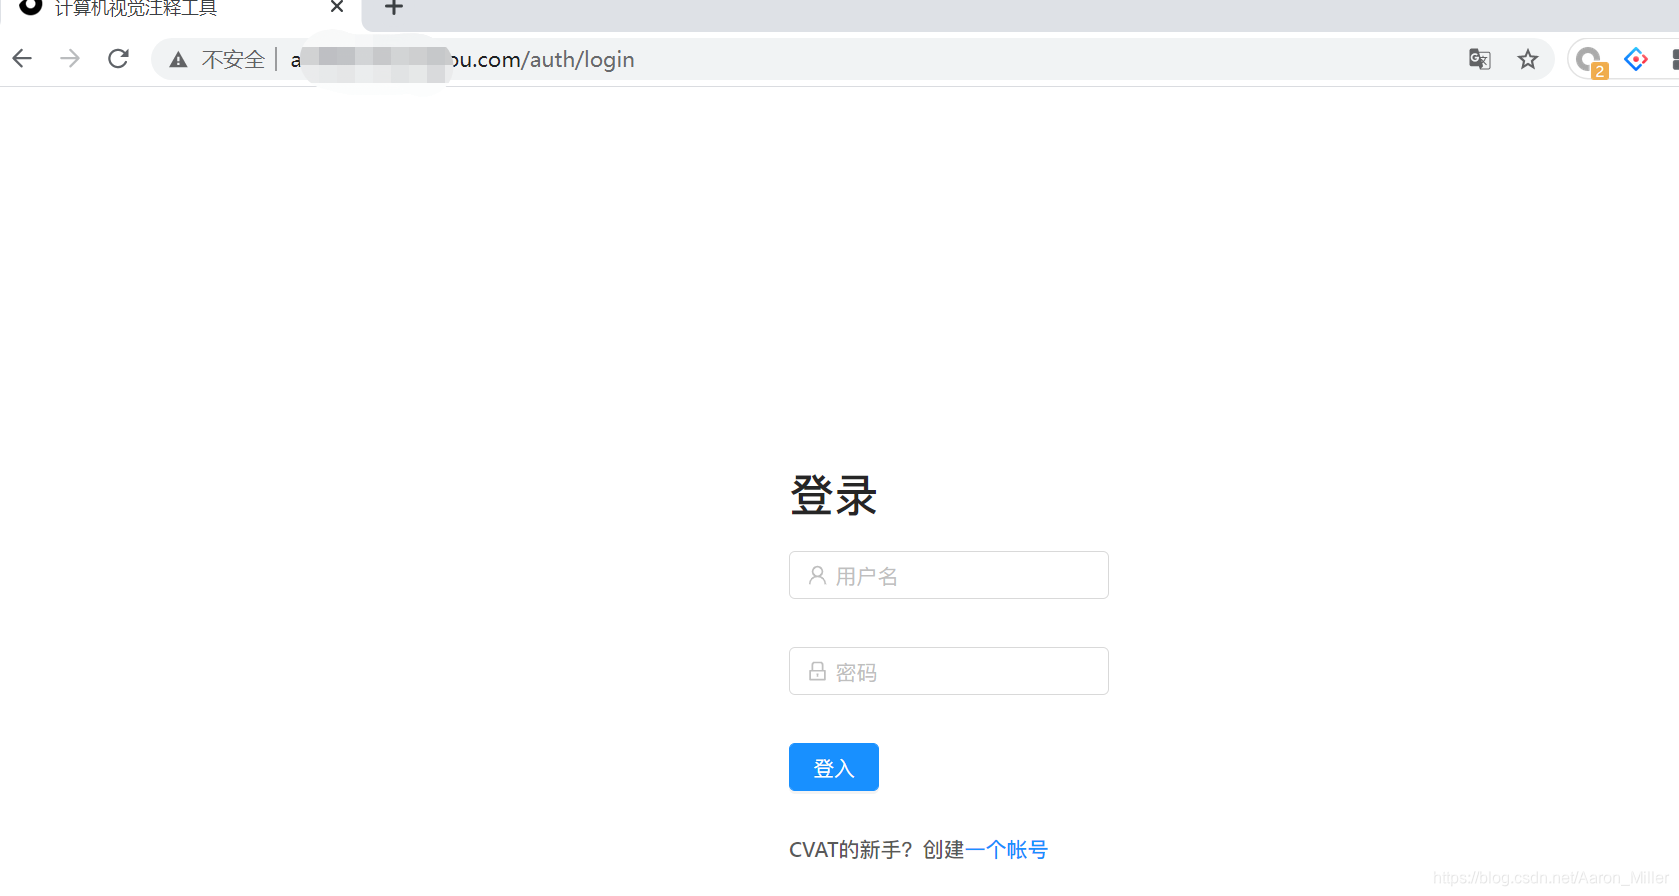 计算机视觉注释工具
不安全 a ou.com/auth/login
2
登录
用户名
密码
登入
CVAT的新手？创建一个帐号
https://blog.csdn.net/Aaron_Miller